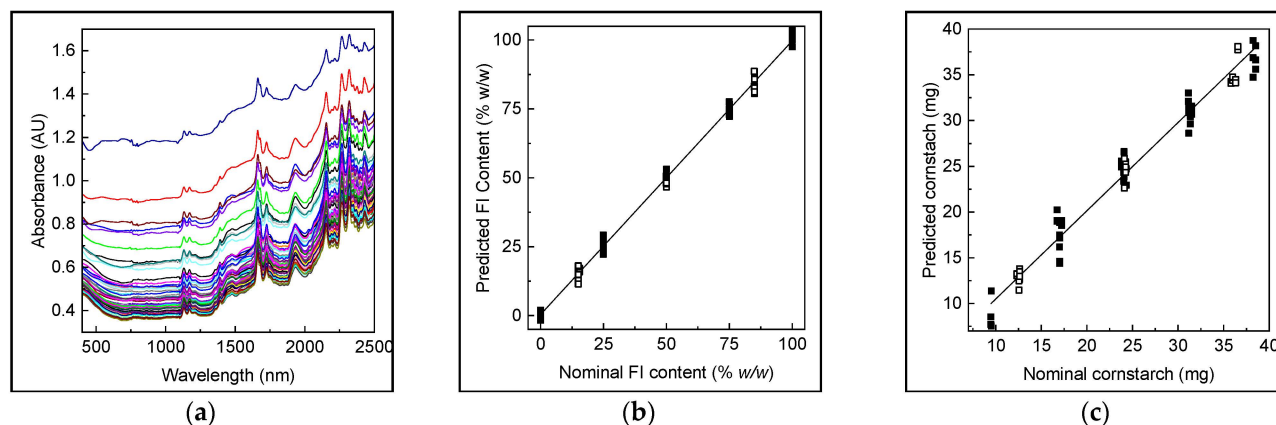 1.6
1.4
1.2
1.0
0.8
0.6
0.4
Absorbance (AU)
500 1000 1500 2000 2500
Wavelength (nm)
(a)
100
75
50
25
0
Predicted FI Content (% w/w)
0 25 50 75 100
Nominal FI content (% w/w)
(b)
40
35
30
25
20
15
10
Predicted cornstach (mg)
10 15 20 25 30 35 40
Nominal cornstarch (mg)
(c)